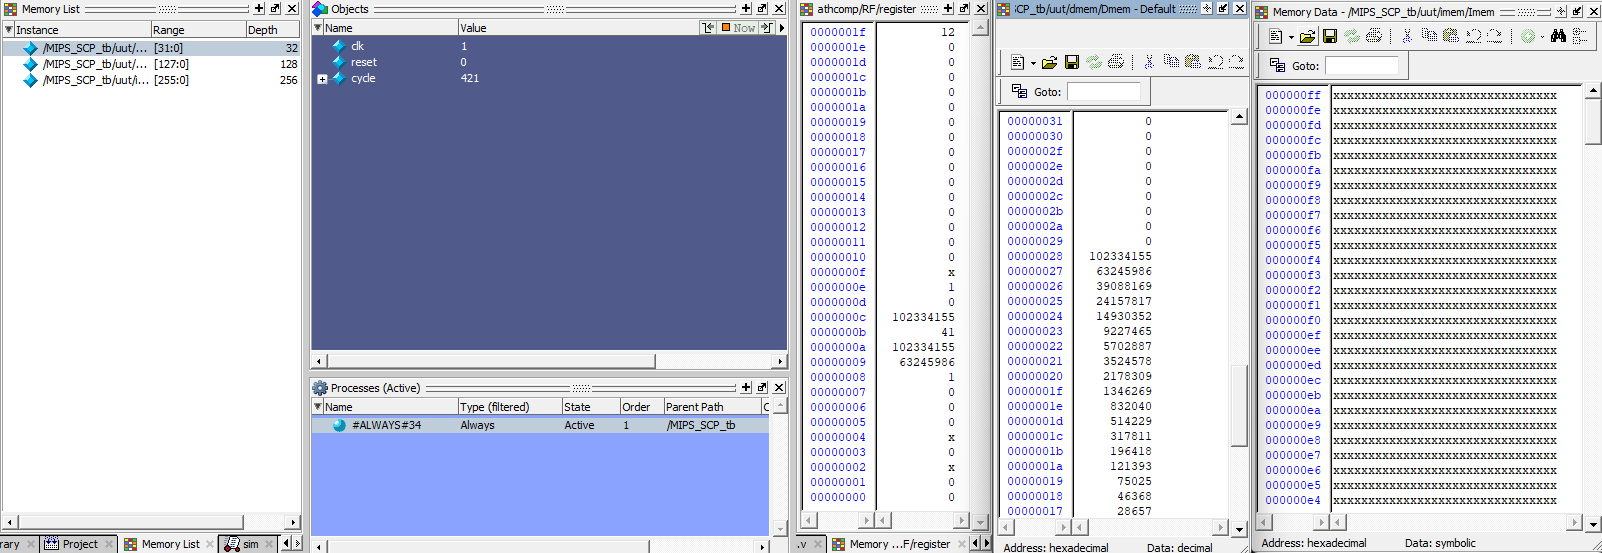 Memory List
Instance Range Depth
/MIPS_SCP_tb/uut/... [31:0] 32
/MIPS_SCP_tb/uut/... [127:0] 128
/MIPS_SCP_tb/uut/i... [255:0] 256
rary Project Memory List sim
Objects
Name Value Now
clk 1
reset 0
cycle 421
Processes (Active)
Name Type (filtered) State Order Parent Path C
#ALWAYS#34 Always Active 1 /MIPS_SCP_tb
athcomp/RF/register
0000001f 12
0000001e 0
0000001d 0
0000001c 0
0000001b 0
0000001a 0
00000019 0
00000018 0
00000017 0
00000016 0
00000015 0
00000014 0
00000013 0
00000012 0
00000011 0
00000010 0
0000000f x
0000000e 1
0000000d 0
0000000c 102334155
0000000b 41
0000000a 102334155
00000009 63245986
00000008 1
00000007 0
00000006 0
00000005 0
00000004 x
00000003 0
00000002 x
00000001 0
00000000 0
.v Memory ...F/register
SCP_tb/uut/dmem/Dmem - Default
Goto:
00000031 0
00000030 0
0000002f 0
0000002e 0
0000002d 0
0000002c 0
0000002b 0
0000002a 0
00000029 0
00000028 102334155
00000027 63245986
00000026 39088169
00000025 24157817
00000024 14930352
00000023 9227465
00000022 5702887
00000021 3524578
00000020 2178309
0000001f 1346269
0000001e 832040
0000001d 514229
0000001c 317811
0000001b 196418
0000001a 121393
00000019 75025
00000018 46368
00000017 28657
Address: hexadecimal Data: decimal
Memory Data - /MIPS_SCP_tb/uut/imem/Imem
Goto:
000000ff xxxxxxxxxxxxxxxxxxxxxxxxxxxxxxxx
000000fe xxxxxxxxxxxxxxxxxxxxxxxxxxxxxxxx
000000fd xxxxxxxxxxxxxxxxxxxxxxxxxxxxxxxx
000000fc xxxxxxxxxxxxxxxxxxxxxxxxxxxxxxxx
000000fb xxxxxxxxxxxxxxxxxxxxxxxxxxxxxxxx
000000fa xxxxxxxxxxxxxxxxxxxxxxxxxxxxxxxx
000000f9 xxxxxxxxxxxxxxxxxxxxxxxxxxxxxxxx
000000f8 xxxxxxxxxxxxxxxxxxxxxxxxxxxxxxxx
000000f7 xxxxxxxxxxxxxxxxxxxxxxxxxxxxxxxx
000000f6 xxxxxxxxxxxxxxxxxxxxxxxxxxxxxxxx
000000f5 xxxxxxxxxxxxxxxxxxxxxxxxxxxxxxxx
000000f4 xxxxxxxxxxxxxxxxxxxxxxxxxxxxxxxx
000000f3 xxxxxxxxxxxxxxxxxxxxxxxxxxxxxxxx
000000f2 xxxxxxxxxxxxxxxxxxxxxxxxxxxxxxxx
000000f1 xxxxxxxxxxxxxxxxxxxxxxxxxxxxxxxx
000000f0 xxxxxxxxxxxxxxxxxxxxxxxxxxxxxxxx
000000ef xxxxxxxxxxxxxxxxxxxxxxxxxxxxxxxx
000000ee xxxxxxxxxxxxxxxxxxxxxxxxxxxxxxxx
000000ed xxxxxxxxxxxxxxxxxxxxxxxxxxxxxxxx
000000ec xxxxxxxxxxxxxxxxxxxxxxxxxxxxxxxx
000000eb xxxxxxxxxxxxxxxxxxxxxxxxxxxxxxxx
000000ea xxxxxxxxxxxxxxxxxxxxxxxxxxxxxxxx
000000e9 xxxxxxxxxxxxxxxxxxxxxxxxxxxxxxxx
000000e8 xxxxxxxxxxxxxxxxxxxxxxxxxxxxxxxx
000000e7 xxxxxxxxxxxxxxxxxxxxxxxxxxxxxxxx
000000e6 xxxxxxxxxxxxxxxxxxxxxxxxxxxxxxxx
000000e5 xxxxxxxxxxxxxxxxxxxxxxxxxxxxxxxx
000000e4 xxxxxxxxxxxxxxxxxxxxxxxxxxxxxxxx
Address: hexadecimal Data: symbolic